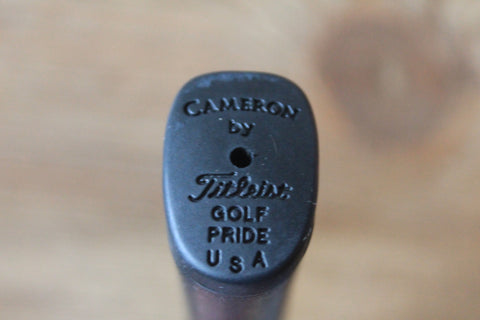 CAMERON
by
Titleist
GOLF
PRIDE
USA